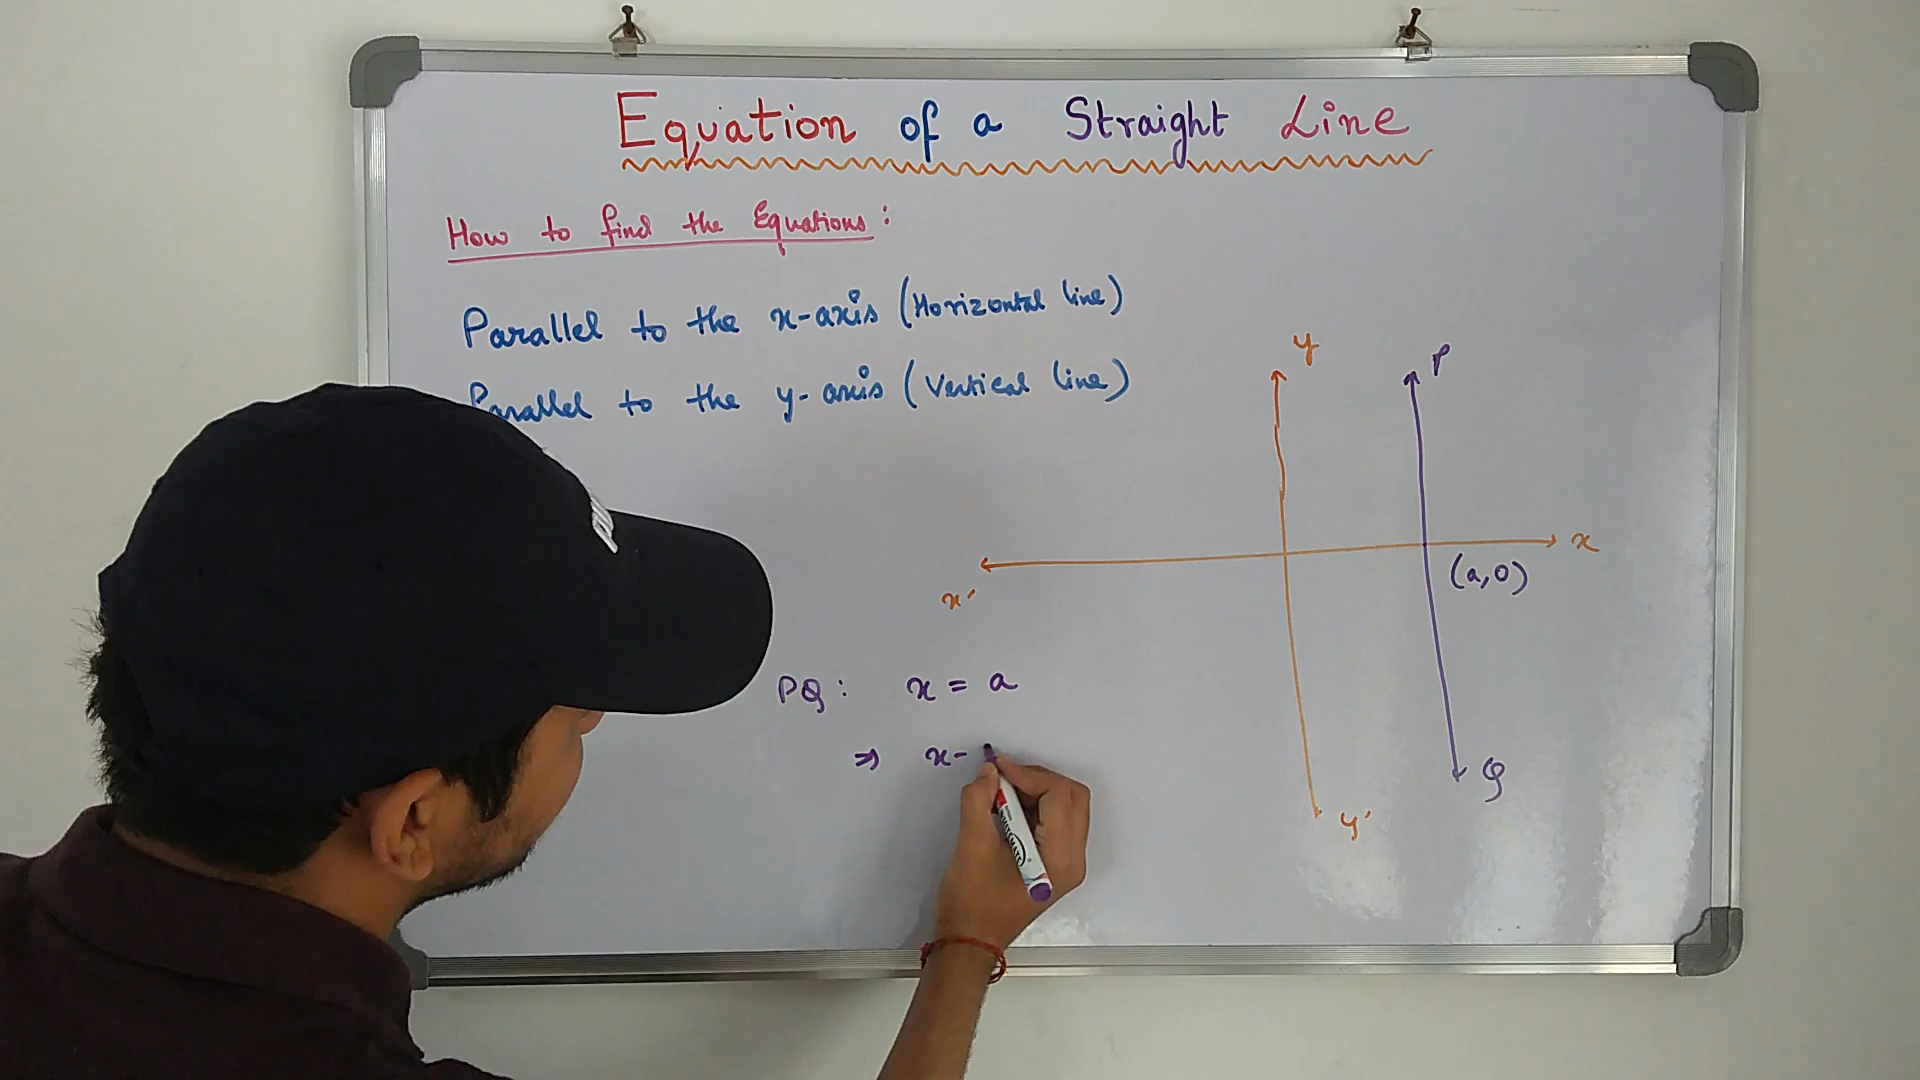 Equation of a Straight Line
How to find the Equations:
Parallel to the x-axis (Horizontal line)
Parallel to the y-axis (Vertical line)
y
P
x
(a,0)
x'
PQ: x = a
⇒ x-
Q
y'
WHITEMATE